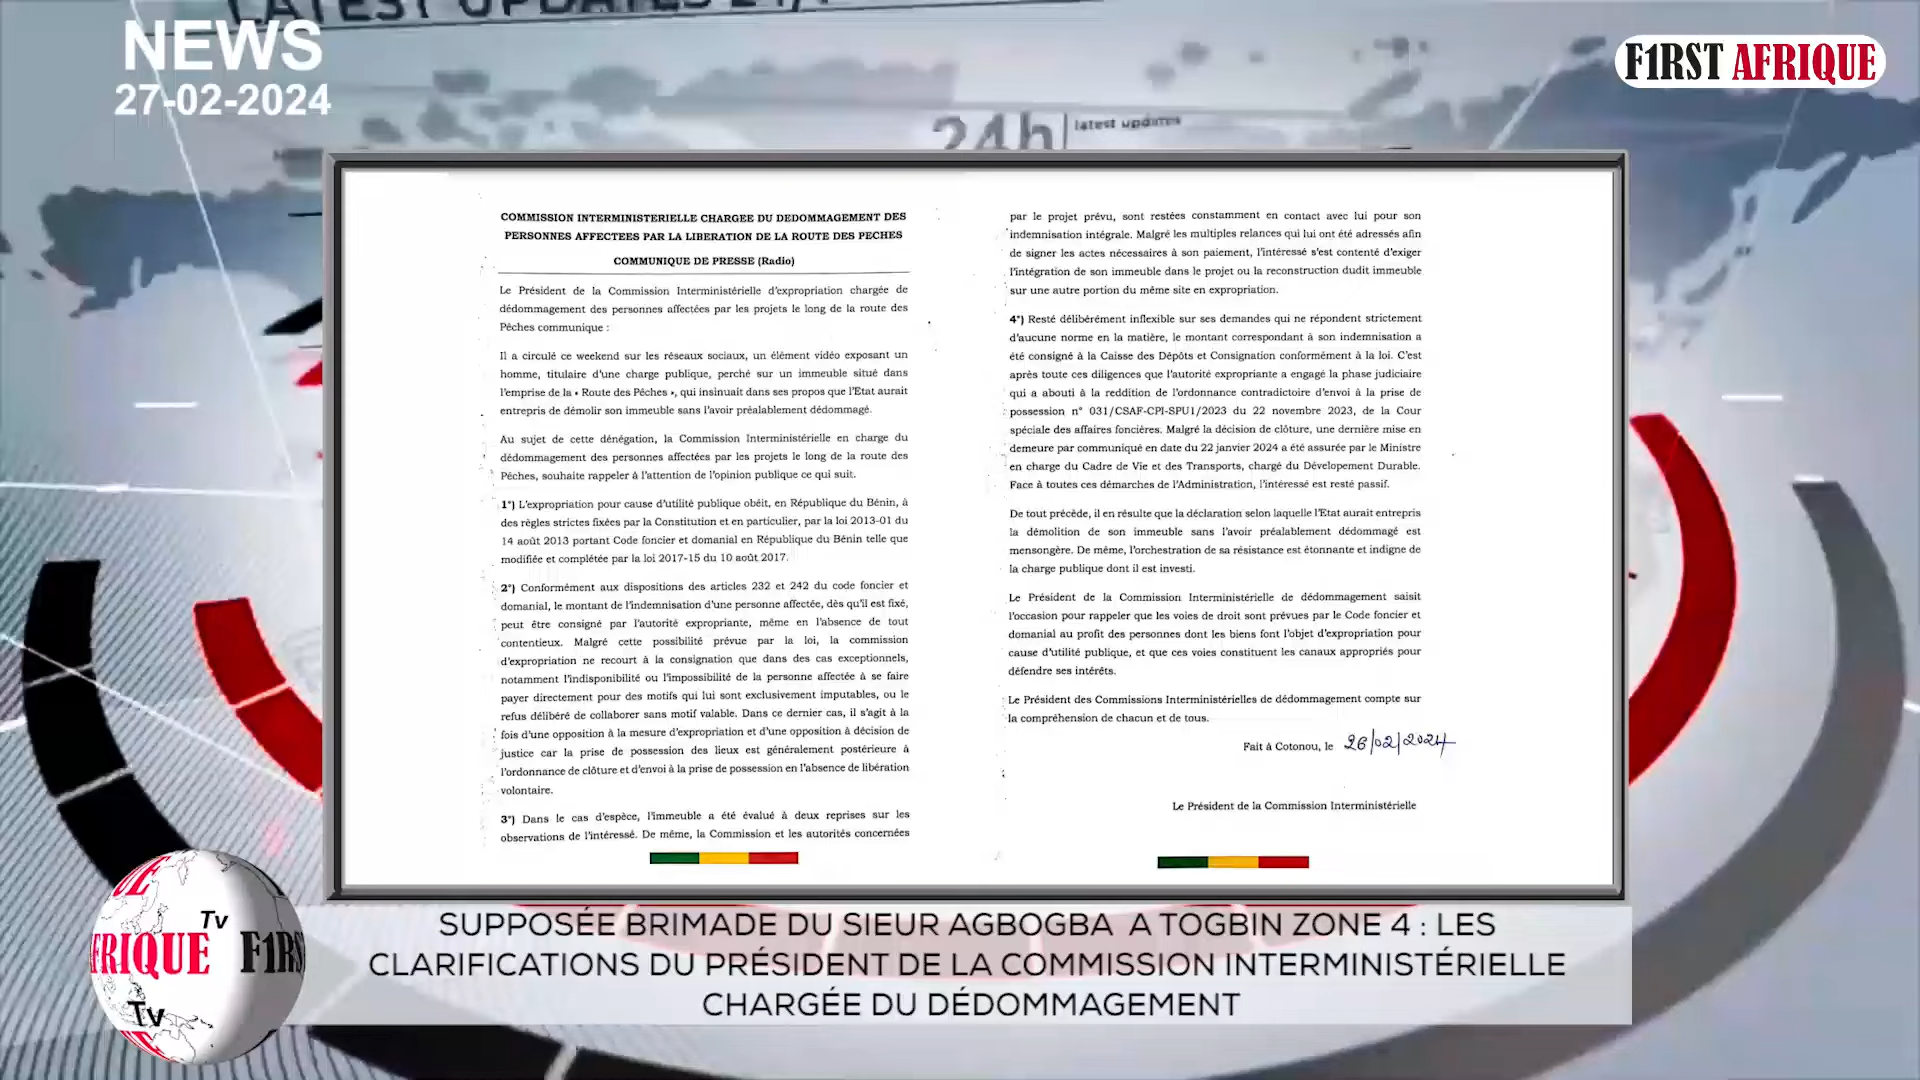 LATEST UPDATES 24/
NEWS
27-02-2024
F1RST AFRIQUE
24h
latest updates
COMMISSION INTERMINISTERIELLE CHARGEE DU DEDOMMAGEMENT DES
PERSONNES AFFECTEES PAR LA LIBERATION DE LA ROUTE DES PECHES
COMMUNIQUE DE PRESSE (Radio)
Le Président de la Commission Interministérielle d'expropriation chargée de
dédommagement des personnes affectées par les projets le long de la route des
Pêches communique :
Il a circulé ce weekend sur les réseaux sociaux, un élément vidéo exposant un
homme, titulaire d'une charge publique, perché sur un immeuble situé dans
l'emprise de la « Route des Pêches », qui insinuait dans ses propos que l'Etat aurait
entrepris de démolir son immeuble sans l'avoir préalablement dédommagé.
Au sujet de cette dénégation, la Commission Interministérielle en charge du
dédommagement des personnes affectées par les projets le long de la route des
Pêches, souhaite rappeler à l'attention de l'opinion publique ce qui suit.
1°) L'expropriation pour cause d'utilité publique obéit, en République du Bénin, à
des règles strictes fixées par la Constitution et en particulier, par la loi 2013-01 du
14 août 2013 portant Code foncier et domanial en République du Bénin telle que
modifiée et complétée par la loi 2017-15 du 10 août 2017.
2°) Conformément aux dispositions des articles 232 et 242 du code foncier et
domanial, le montant de l'indemnisation d'une personne affectée, dès qu'il est fixé,
peut être consigné par l'autorité expropriante, même en l'absence de tout
contentieux. Malgré cette possibilité prévue par la loi, la commission
d'expropriation ne recourt à la consignation que dans des cas exceptionnels,
notamment l'indisponibilité ou l'impossibilité de la personne affectée à se faire
payer directement pour des motifs qui lui sont exclusivement imputables, ou le
refus délibéré de collaborer sans motif valable. Dans ce dernier cas, il s'agit à la
fois d'une opposition à la mesure d'expropriation et d'une opposition à décision de
justice car la prise de possession des lieux est généralement postérieure à
l'ordonnance de clôture et d'envoi à la prise de possession en l'absence de libération
volontaire.
3°) Dans le cas d'espèce, l'immeuble a été évalué à deux reprises sur les
observations de l'intéressé. De même, la Commission et les autorités concernées
par le projet prévu, sont restées constamment en contact avec lui pour son
indemnisation intégrale. Malgré les multiples relances qui lui ont été adressés afin
de signer les actes nécessaires à son paiement, l'intéressé s'est contenté d'exiger
l'intégration de son immeuble dans le projet ou la reconstruction dudit immeuble
sur une autre portion du même site en expropriation.
4°) Resté délibérément inflexible sur ses demandes qui ne répondent strictement
d'aucune norme en la matière, le montant correspondant à son indemnisation a
été consigné à la Caisse des Dépôts et Consignation conformément à la loi. C'est
après toute ces diligences que l'autorité expropriante a engagé la phase judiciaire
qui a abouti à la reddition de l'ordonnance contradictoire d'envoi à la prise de
possession n° 031/CSAF-CPI-SPU1/2023 du 22 novembre 2023, de la Cour
spéciale des affaires foncières. Malgré la décision de clôture, une dernière mise en
demeure par communiqué en date du 22 janvier 2024 a été assurée par le Ministre
en charge du Cadre de Vie et des Transports, chargé du Dévelopement Durable.
Face à toutes ces démarches de l'Administration, l'intéressé est resté passif.
De tout précède, il en résulte que la déclaration selon laquelle l'Etat aurait entrepris
la démolition de son immeuble sans l'avoir préalablement dédommagé est
mensongère. De même, l'orchestration de sa résistance est étonnante et indigne de
la charge publique dont il est investi.
Le Président de la Commission Interministérielle de dédommagement saisit
l'occasion pour rappeler que les voies de droit sont prévues par le Code foncier et
domanial au profit des personnes dont les biens font l'objet d'expropriation pour
cause d'utilité publique, et que ces voies constituent les canaux appropriés pour
défendre ses intérêts.
Le Président des Commissions Interministérielles de dédommagement compte sur
la compréhension de chacun et de tous.
Fait à Cotonou, le 26/02/2024
Le Président de la Commission Interministérielle
SUPPOSÉE BRIMADE DU SIEUR AGBOGBA A TOGBIN ZONE 4 : LES
CLARIFICATIONS DU PRÉSIDENT DE LA COMMISSION INTERMINISTÉRIELLE
CHARGÉE DU DÉDOMMAGEMENT
Tv
FRIQUE F1RS
Tv